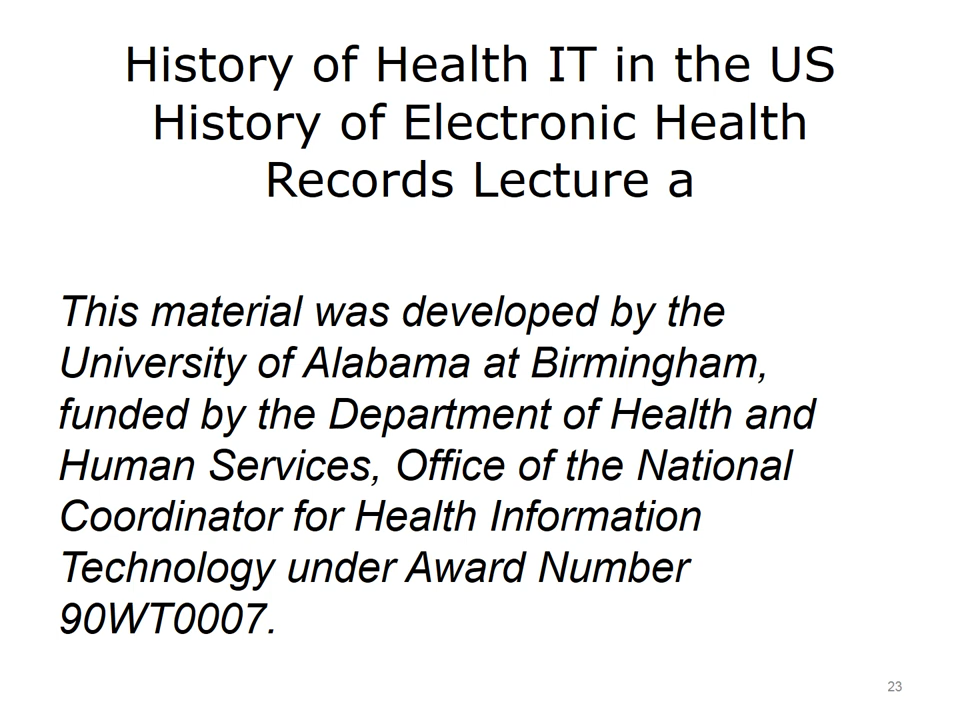 History of Health IT in the US
History of Electronic Health
Records Lecture a
This material was developed by the
University of Alabama at Birmingham,
funded by the Department of Health and
Human Services, Office of the National
Coordinator for Health Information
Technology under Award Number
90WT0007.
23